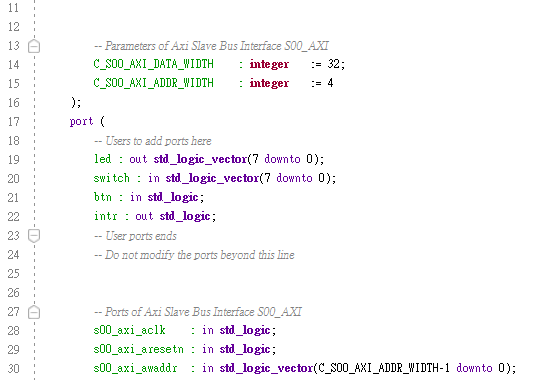 11
12
13 -- Parameters of Axi Slave Bus Interface S00_AXI
14 C_S00_AXI_DATA_WIDTH : integer := 32;
15 C_S00_AXI_ADDR_WIDTH : integer := 4
16 );
17 port (
18 -- Users to add ports here
19 led : out std_logic_vector(7 downto 0);
20 switch : in std_logic_vector(7 downto 0);
21 btn : in std_logic;
22 intr : out std_logic;
23 -- User ports ends
24 -- Do not modify the ports beyond this line
25
26
27 -- Ports of Axi Slave Bus Interface S00_AXI
28 s00_axi_aclk : in std_logic;
29 s00_axi_aresetn : in std_logic;
30 s00_axi_awaddr : in std_logic_vector(C_S00_AXI_ADDR_WIDTH-1 downto 0);